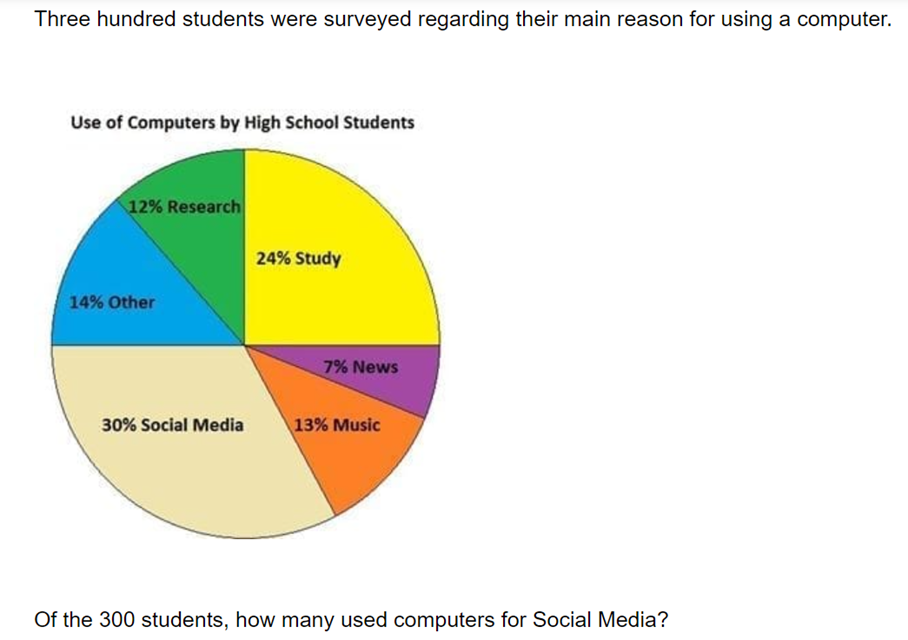 Three hundred students were surveyed regarding their main reason for using a computer.
Use of Computers by High School Students
12% Research
24% Study
14% Other
7% News
30% Social Media
13% Music
Of the 300 students, how many used computers for Social Media?